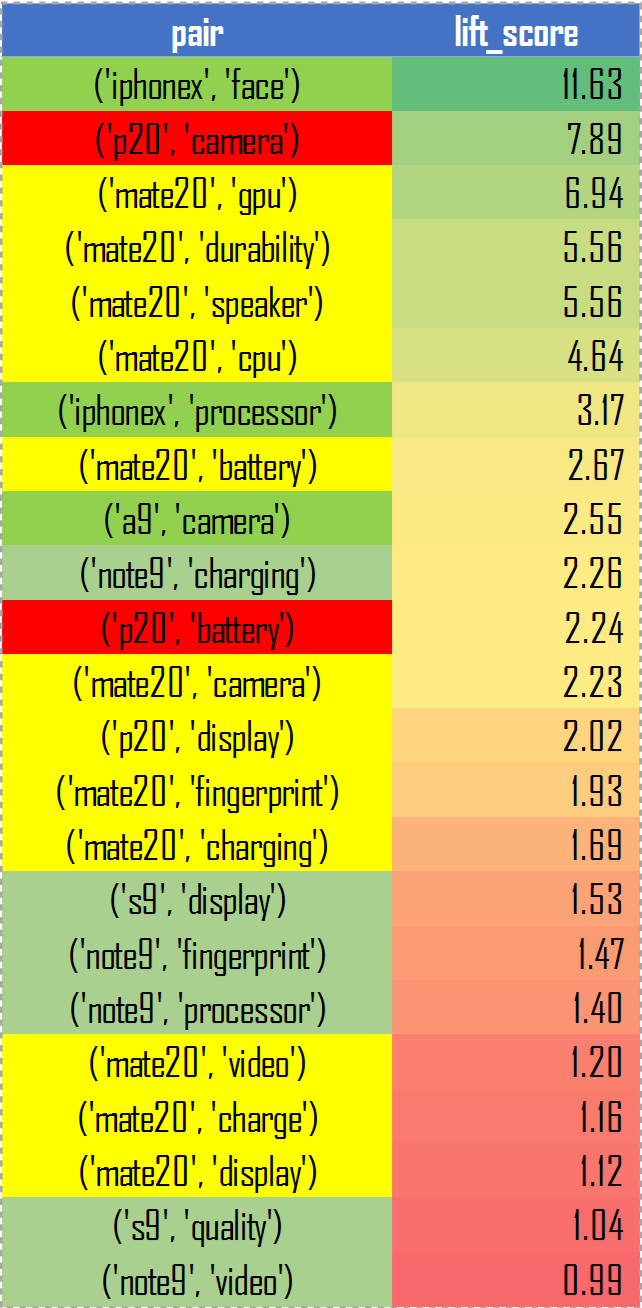 pair lift_score
('iphonex', 'face') 11.63
('p20', 'camera') 7.89
('mate20', 'gpu') 6.94
('mate20', 'durability') 5.56
('mate20', 'speaker') 5.56
('mate20', 'cpu') 4.64
('iphonex', 'processor') 3.17
('mate20', 'battery') 2.67
('a9', 'camera') 2.55
('note9', 'charging') 2.26
('p20', 'battery') 2.24
('mate20', 'camera') 2.23
('p20', 'display') 2.02
('mate20', 'fingerprint') 1.93
('mate20', 'charging') 1.69
('s9', 'display') 1.53
('note9', 'fingerprint') 1.47
('note9', 'processor') 1.40
('mate20', 'video') 1.20
('mate20', 'charge') 1.16
('mate20', 'display') 1.12
('s9', 'quality') 1.04
('note9', 'video') 0.99